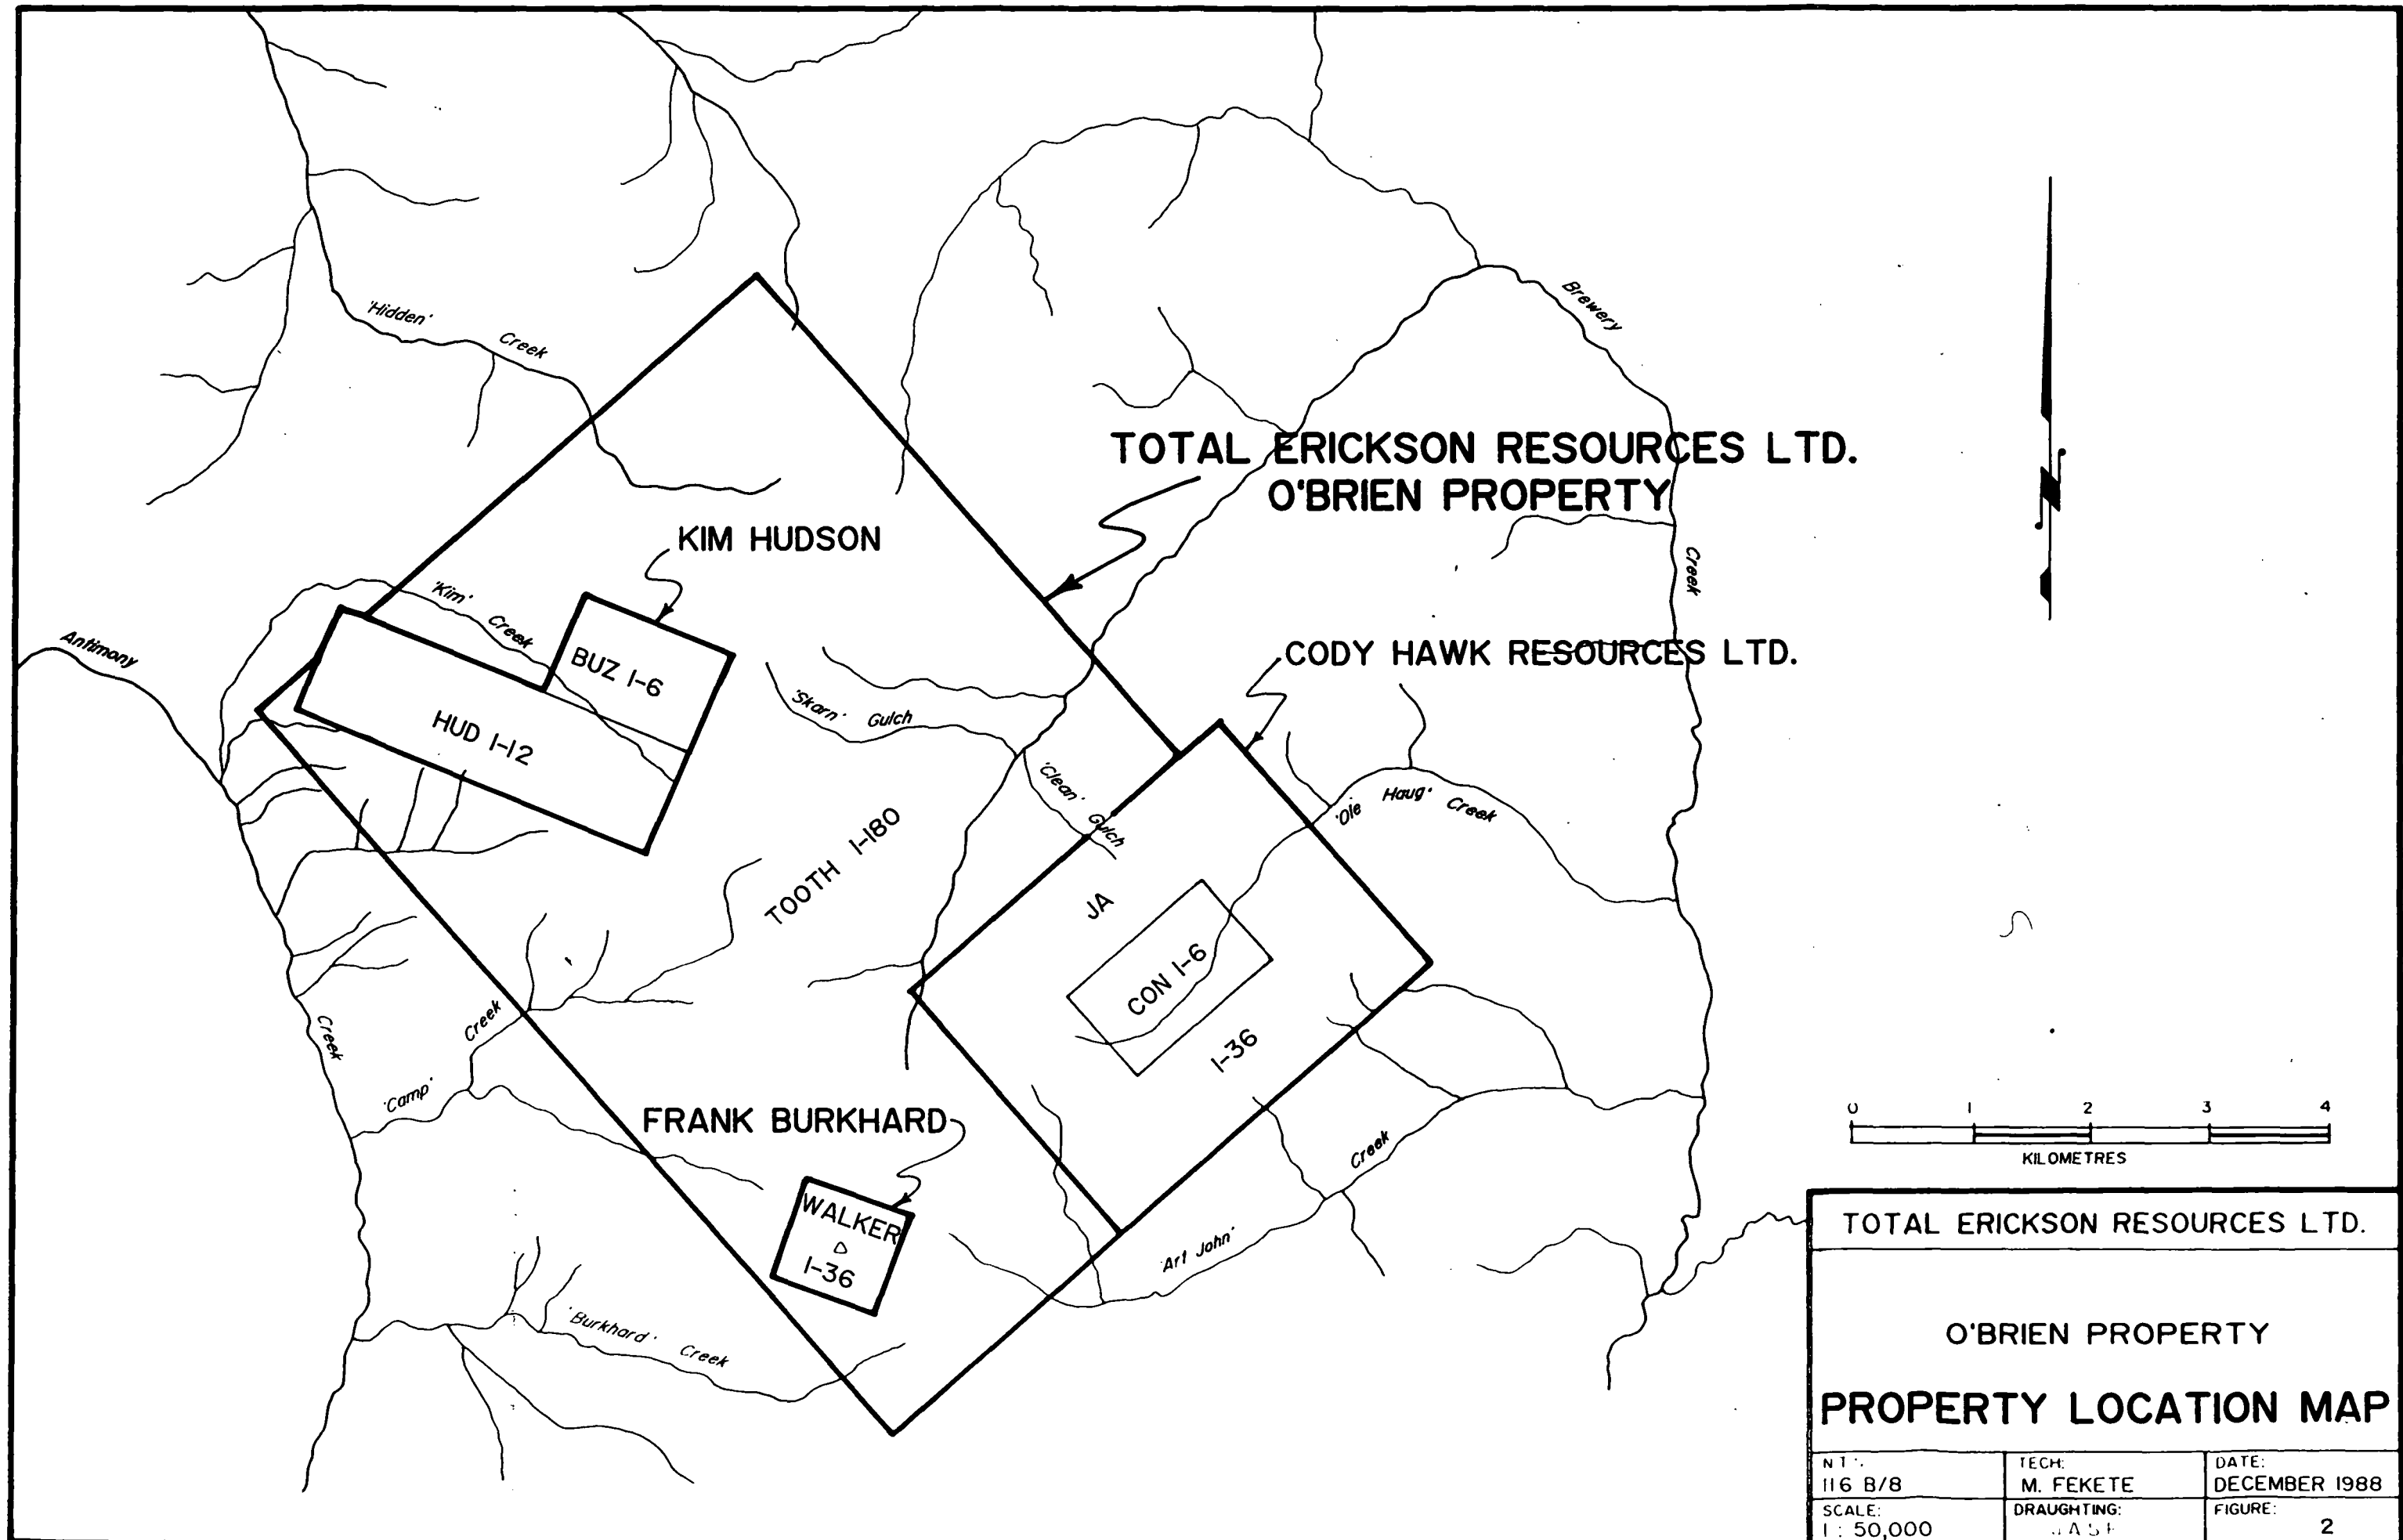 'Hidden' Creek
Brewery
Creek
TOTAL ERICKSON RESOURCES LTD.
O'BRIEN PROPERTY
KIM HUDSON
'Kim' Creek
Antimony
BUZ 1-6
HUD 1-12
CODY HAWK RESOURCES LTD.
'Skarn' Gulch
'Clean' Gulch
'Ole Haug' Creek
TOOTH 1-180
JA
CON 1-6
1-36
Creek
'Camp' Creek
FRANK BURKHARD
WALKER
1-36
'Art John' Creek
'Burkhard' Creek
0 1 2 3 4
KILOMETRES
TOTAL ERICKSON RESOURCES LTD.
O'BRIEN PROPERTY
PROPERTY LOCATION MAP
116 B/8
TECH:
M. FEKETE
DATE:
DECEMBER 1988
SCALE:
1 : 50,000
DRAUGHTING:
FIGURE:
2